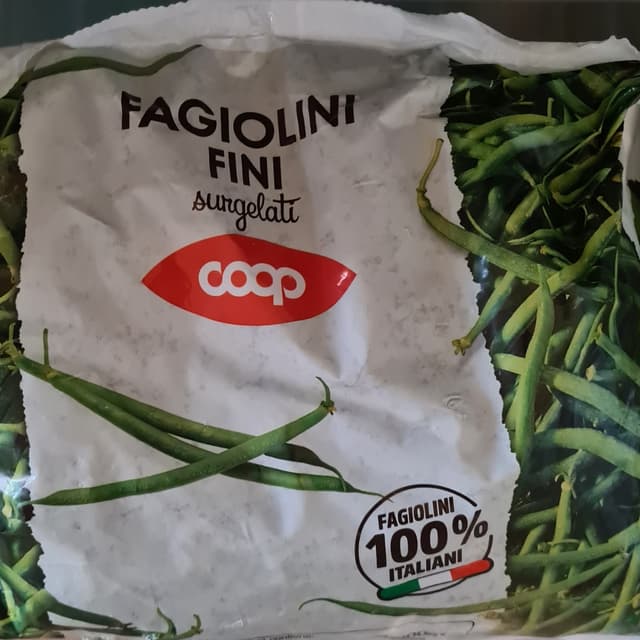 FAGIOLINI
FINI
surgelati
coop
FAGIOLINI
100%
ITALIANI